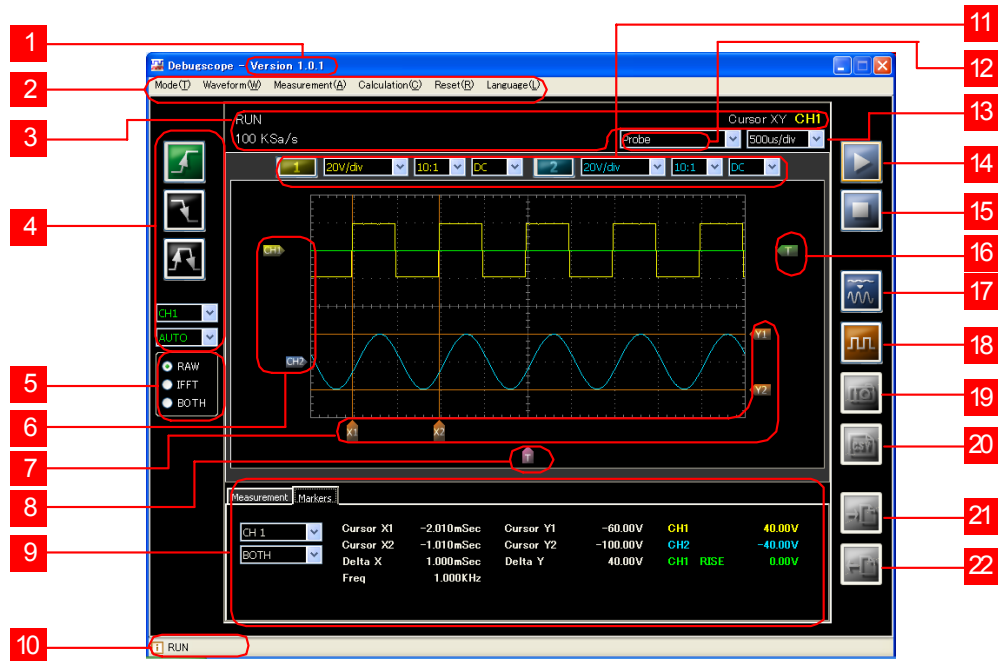 11
1
12
Debugscope - Version 1.0.1
2
Mode(T) Waveform(W) Measurement(A) Calculation(C) Reset(R) Language(L)
13
3
RUN
Cursor XY CH1
100 KSa/s
Probe
500us/div
14
1
20V/div
10:1
DC
2
20V/div
10:1
DC
15
4
CH1
T
16
17
CH1
AUTO
Y1
18
CH2
5
RAW
IFFT
BOTH
Y2
19
6
X1
X2
20
CSV
7
T
8
Measurement Markers
21
9
CH 1
BOTH
Cursor X1 -2.010mSec Cursor Y1 -60.00V CH1 40.00V
Cursor X2 -1.010mSec Cursor Y2 -100.00V CH2 -40.00V
Delta X 1.000mSec Delta Y 40.00V CH1 RISE 0.00V
Freq 1.000KHz
22
10
RUN